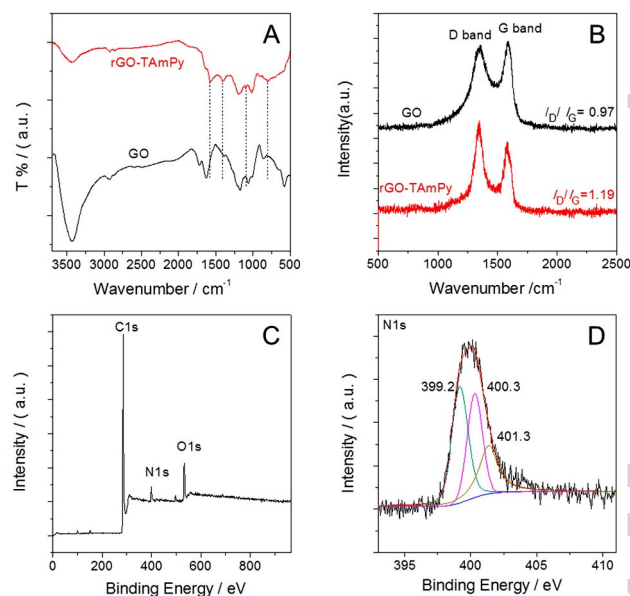 A
rGO-TAmPy
GO
T % / ( a.u. )
3500 3000 2500 2000 1500 1000 500
Wavenumber / cm-1
B
D band
G band
GO
ID/ IG= 0.97
rGO-TAmPy
ID/IG=1.19
Intensity(a.u.)
500 1000 1500 2000 2500
Wavenumber /cm-1
C
C1s
N1s
O1s
Intensity / ( a.u. )
0 200 400 600 800
Binding Energy / eV
D
N1s
399.2
400.3
401.3
Intensity / ( a.u. )
395 400 405 410
Binding Energy / eV